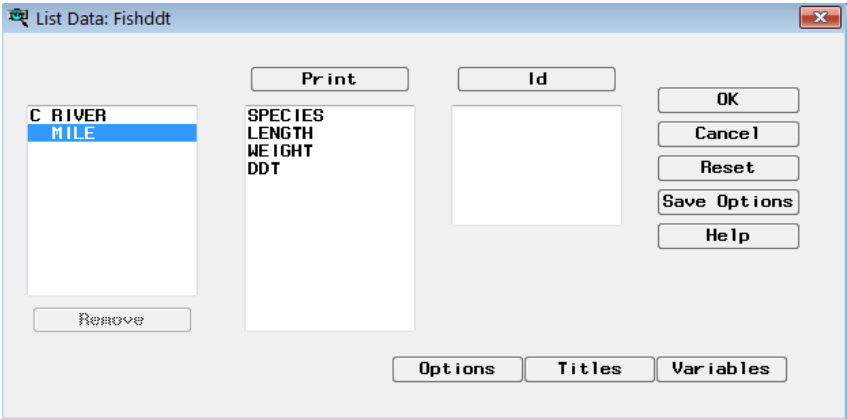 List Data: Fishddt
Print
Id
C RIVER
MILE
SPECIES
LENGTH
WEIGHT
DDT
OK
Cancel
Reset
Save Options
Help
Remove
Options
Titles
Variables